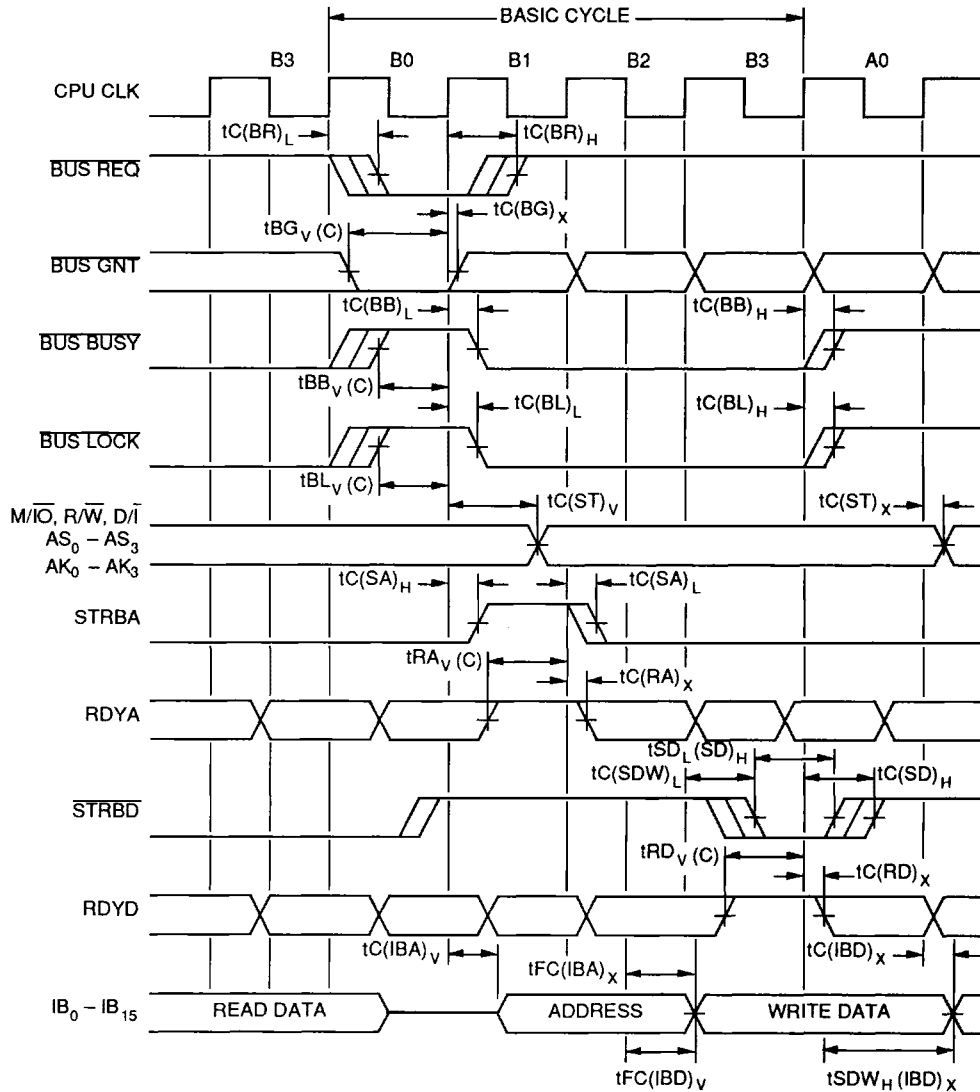 BASIC CYCLE
B3 B0 B1 B2 B3 A0
CPU CLK
tC(BR)L tC(BR)H
BUS REQ
tC(BG)X
tBGV (C)
BUS GNT
tC(BB)L tC(BB)H
BUS BUSY
tBBV (C)
tC(BL)L tC(BL)H
BUS LOCK
tBLV (C)
M/IO, R/W, D/I
tC(ST)V tC(ST)X
AS0 – AS3
AK0 – AK3
tC(SA)H tC(SA)L
STRBA
tRAV (C)
tC(RA)X
RDYA
tSDL(SD)H
tC(SDW)L tC(SD)H
STRBD
tRDV (C)
tC(RD)X
RDYD
tC(IBA)V tFC(IBA)X tC(IBD)X
IB0 – IB15 READ DATA ADDRESS WRITE DATA
tFC(IBD)V tSDWH(IBD)X